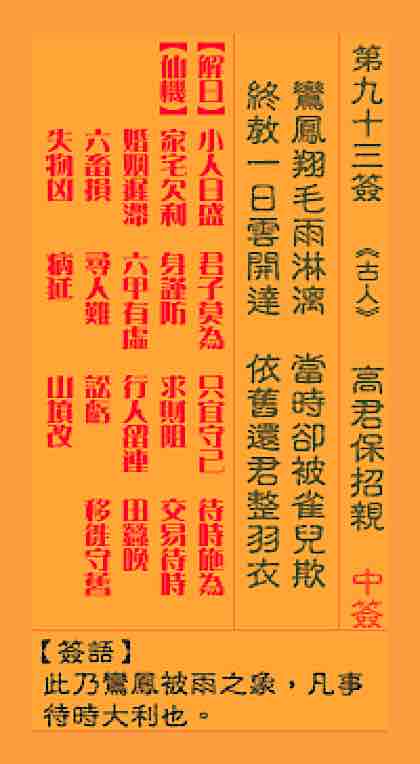 第九十三簽 《古人》 高君保招親 中簽
鸞鳳翔毛雨淋漓 當時卻被雀兒欺
終教一日雲開達 依舊還君整羽衣
【解曰】小人日盛 君子莫為 只宜守己 待時施為
【仙機】家宅欠利 身謹防 求財阻 交易待時
婚姻遲滯 六甲有虛 行人留連 田蠶晚
六畜損 尋人難 訟虧 移徙守舊
失物凶 病延 山墳改
【簽語】
此乃鸞鳳被雨之象，凡事
待時大利也。